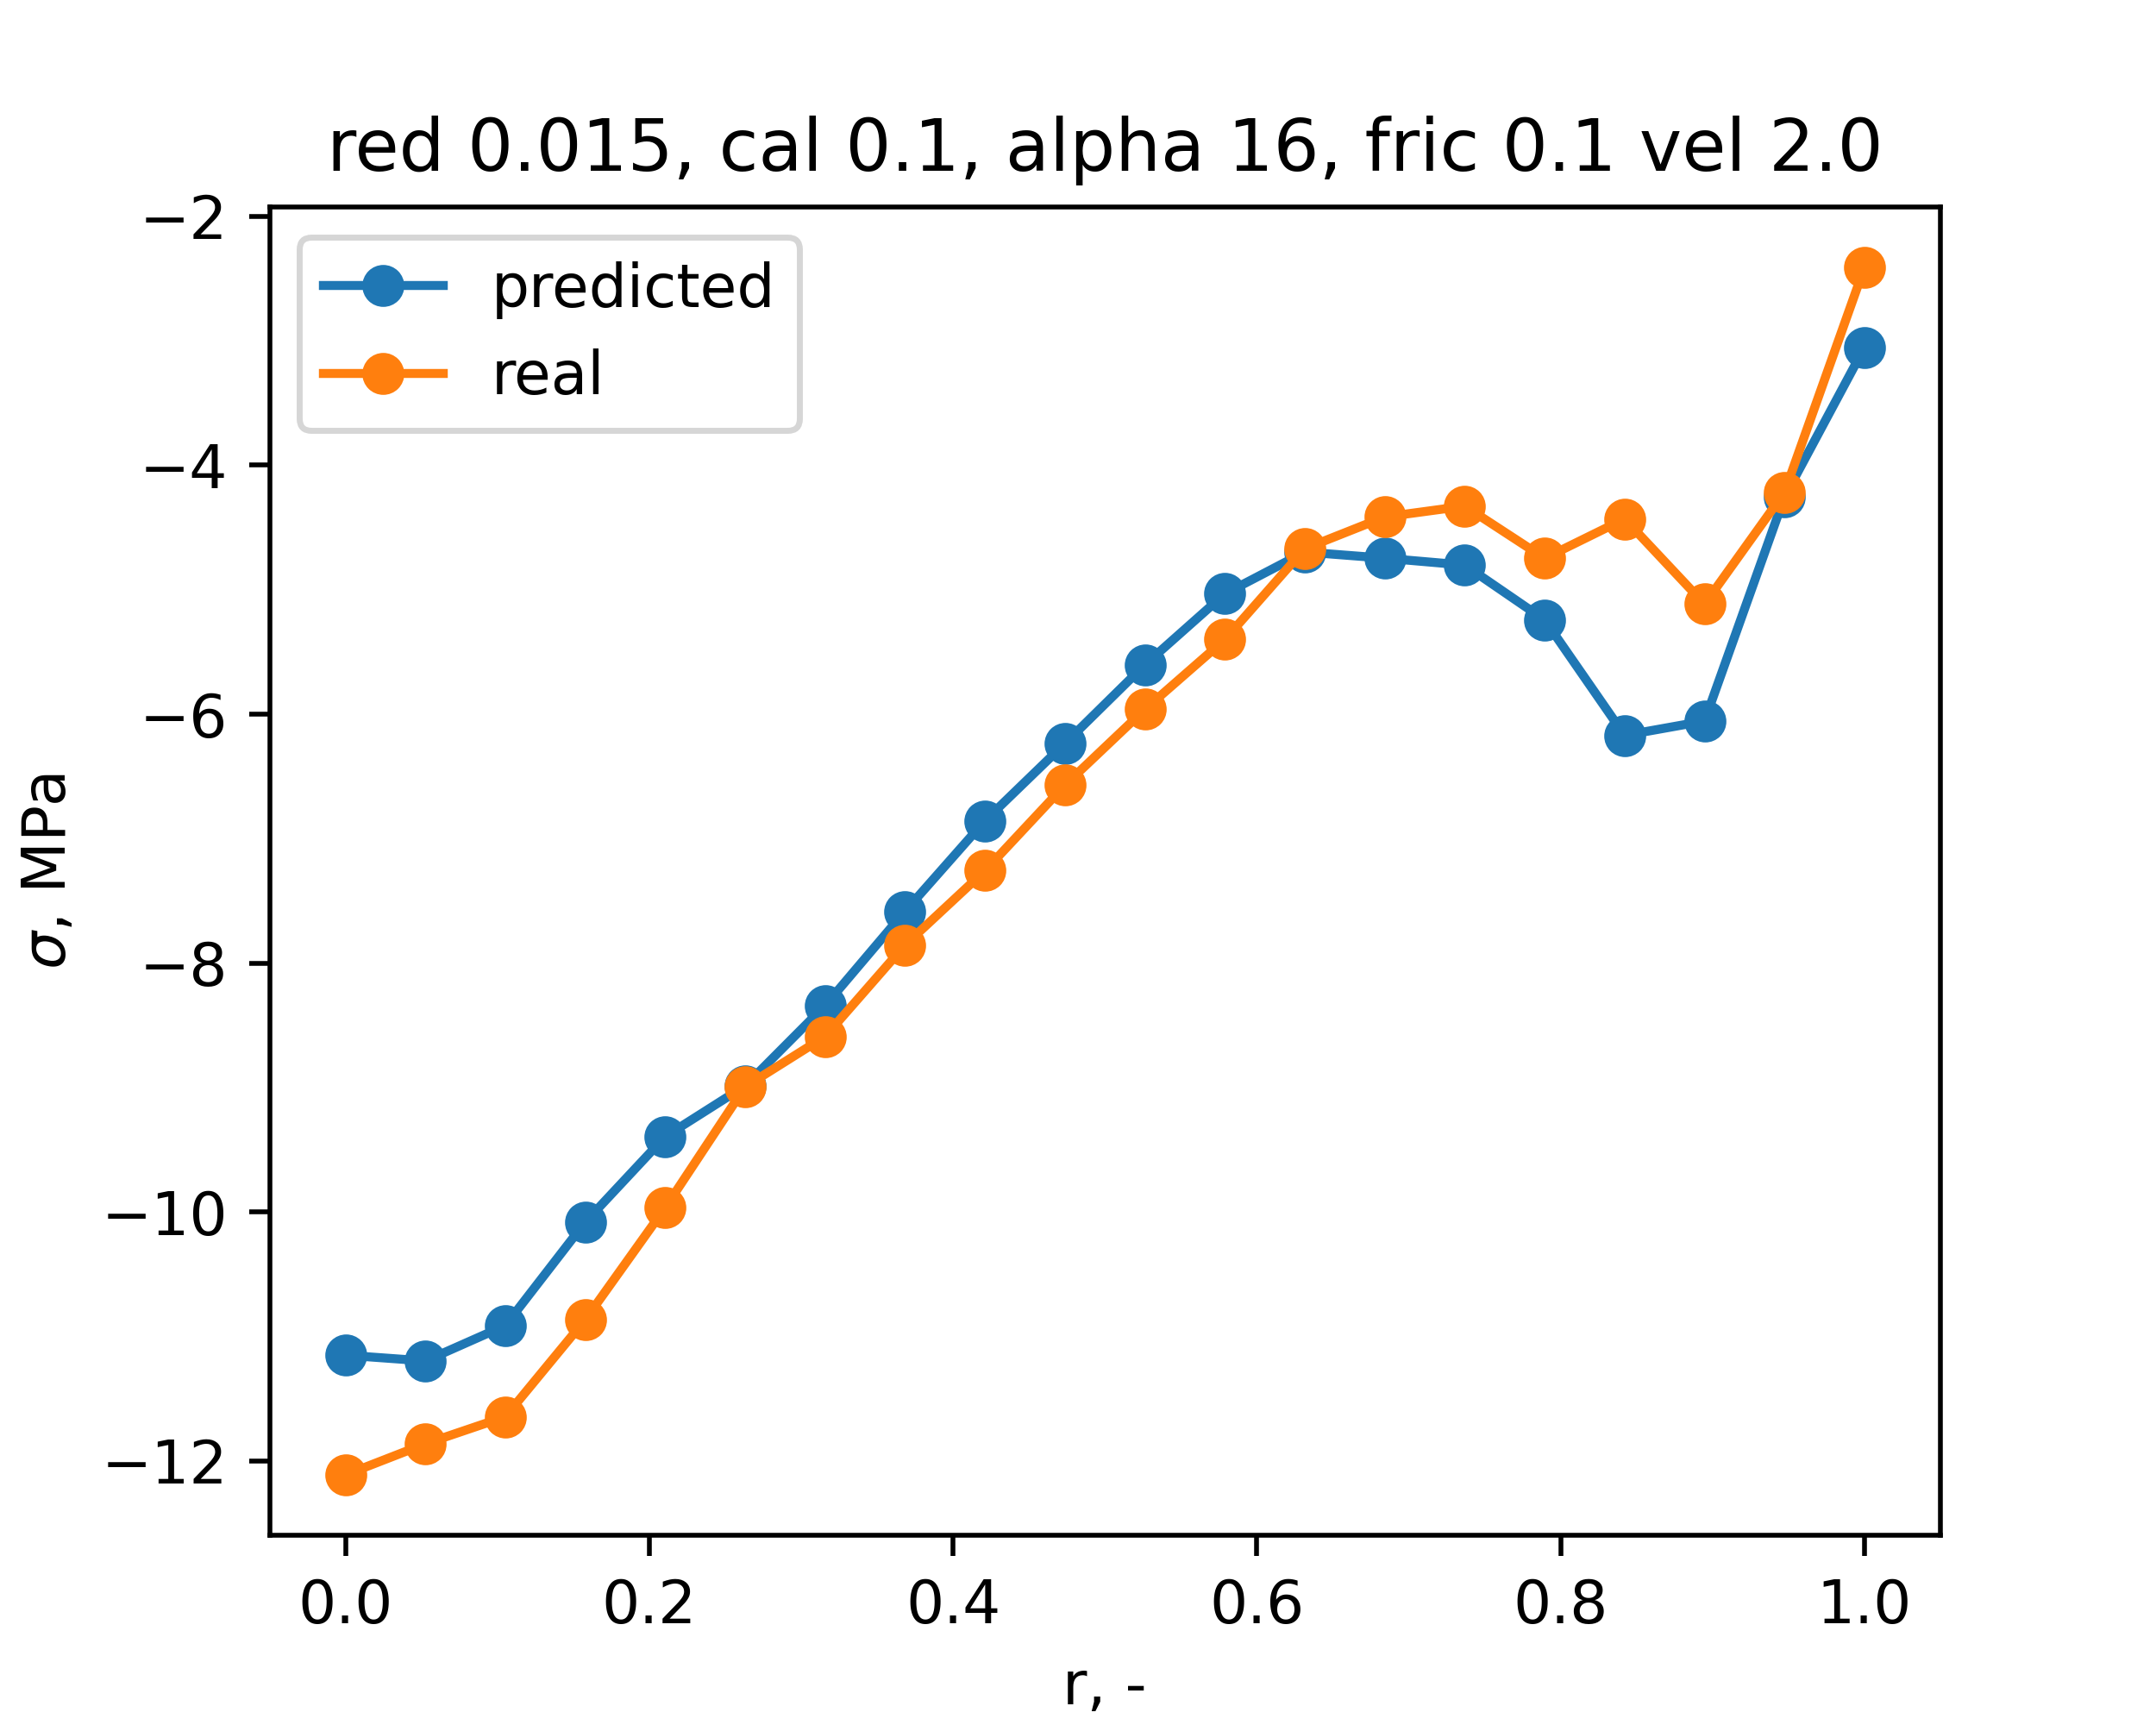 red 0.015, cal 0.1, alpha 16, fric 0.1 vel 2.0
predicted
real
−2
−4
−6
−8
−10
−12
σ, MPa
0.0 0.2 0.4 0.6 0.8 1.0
r, -